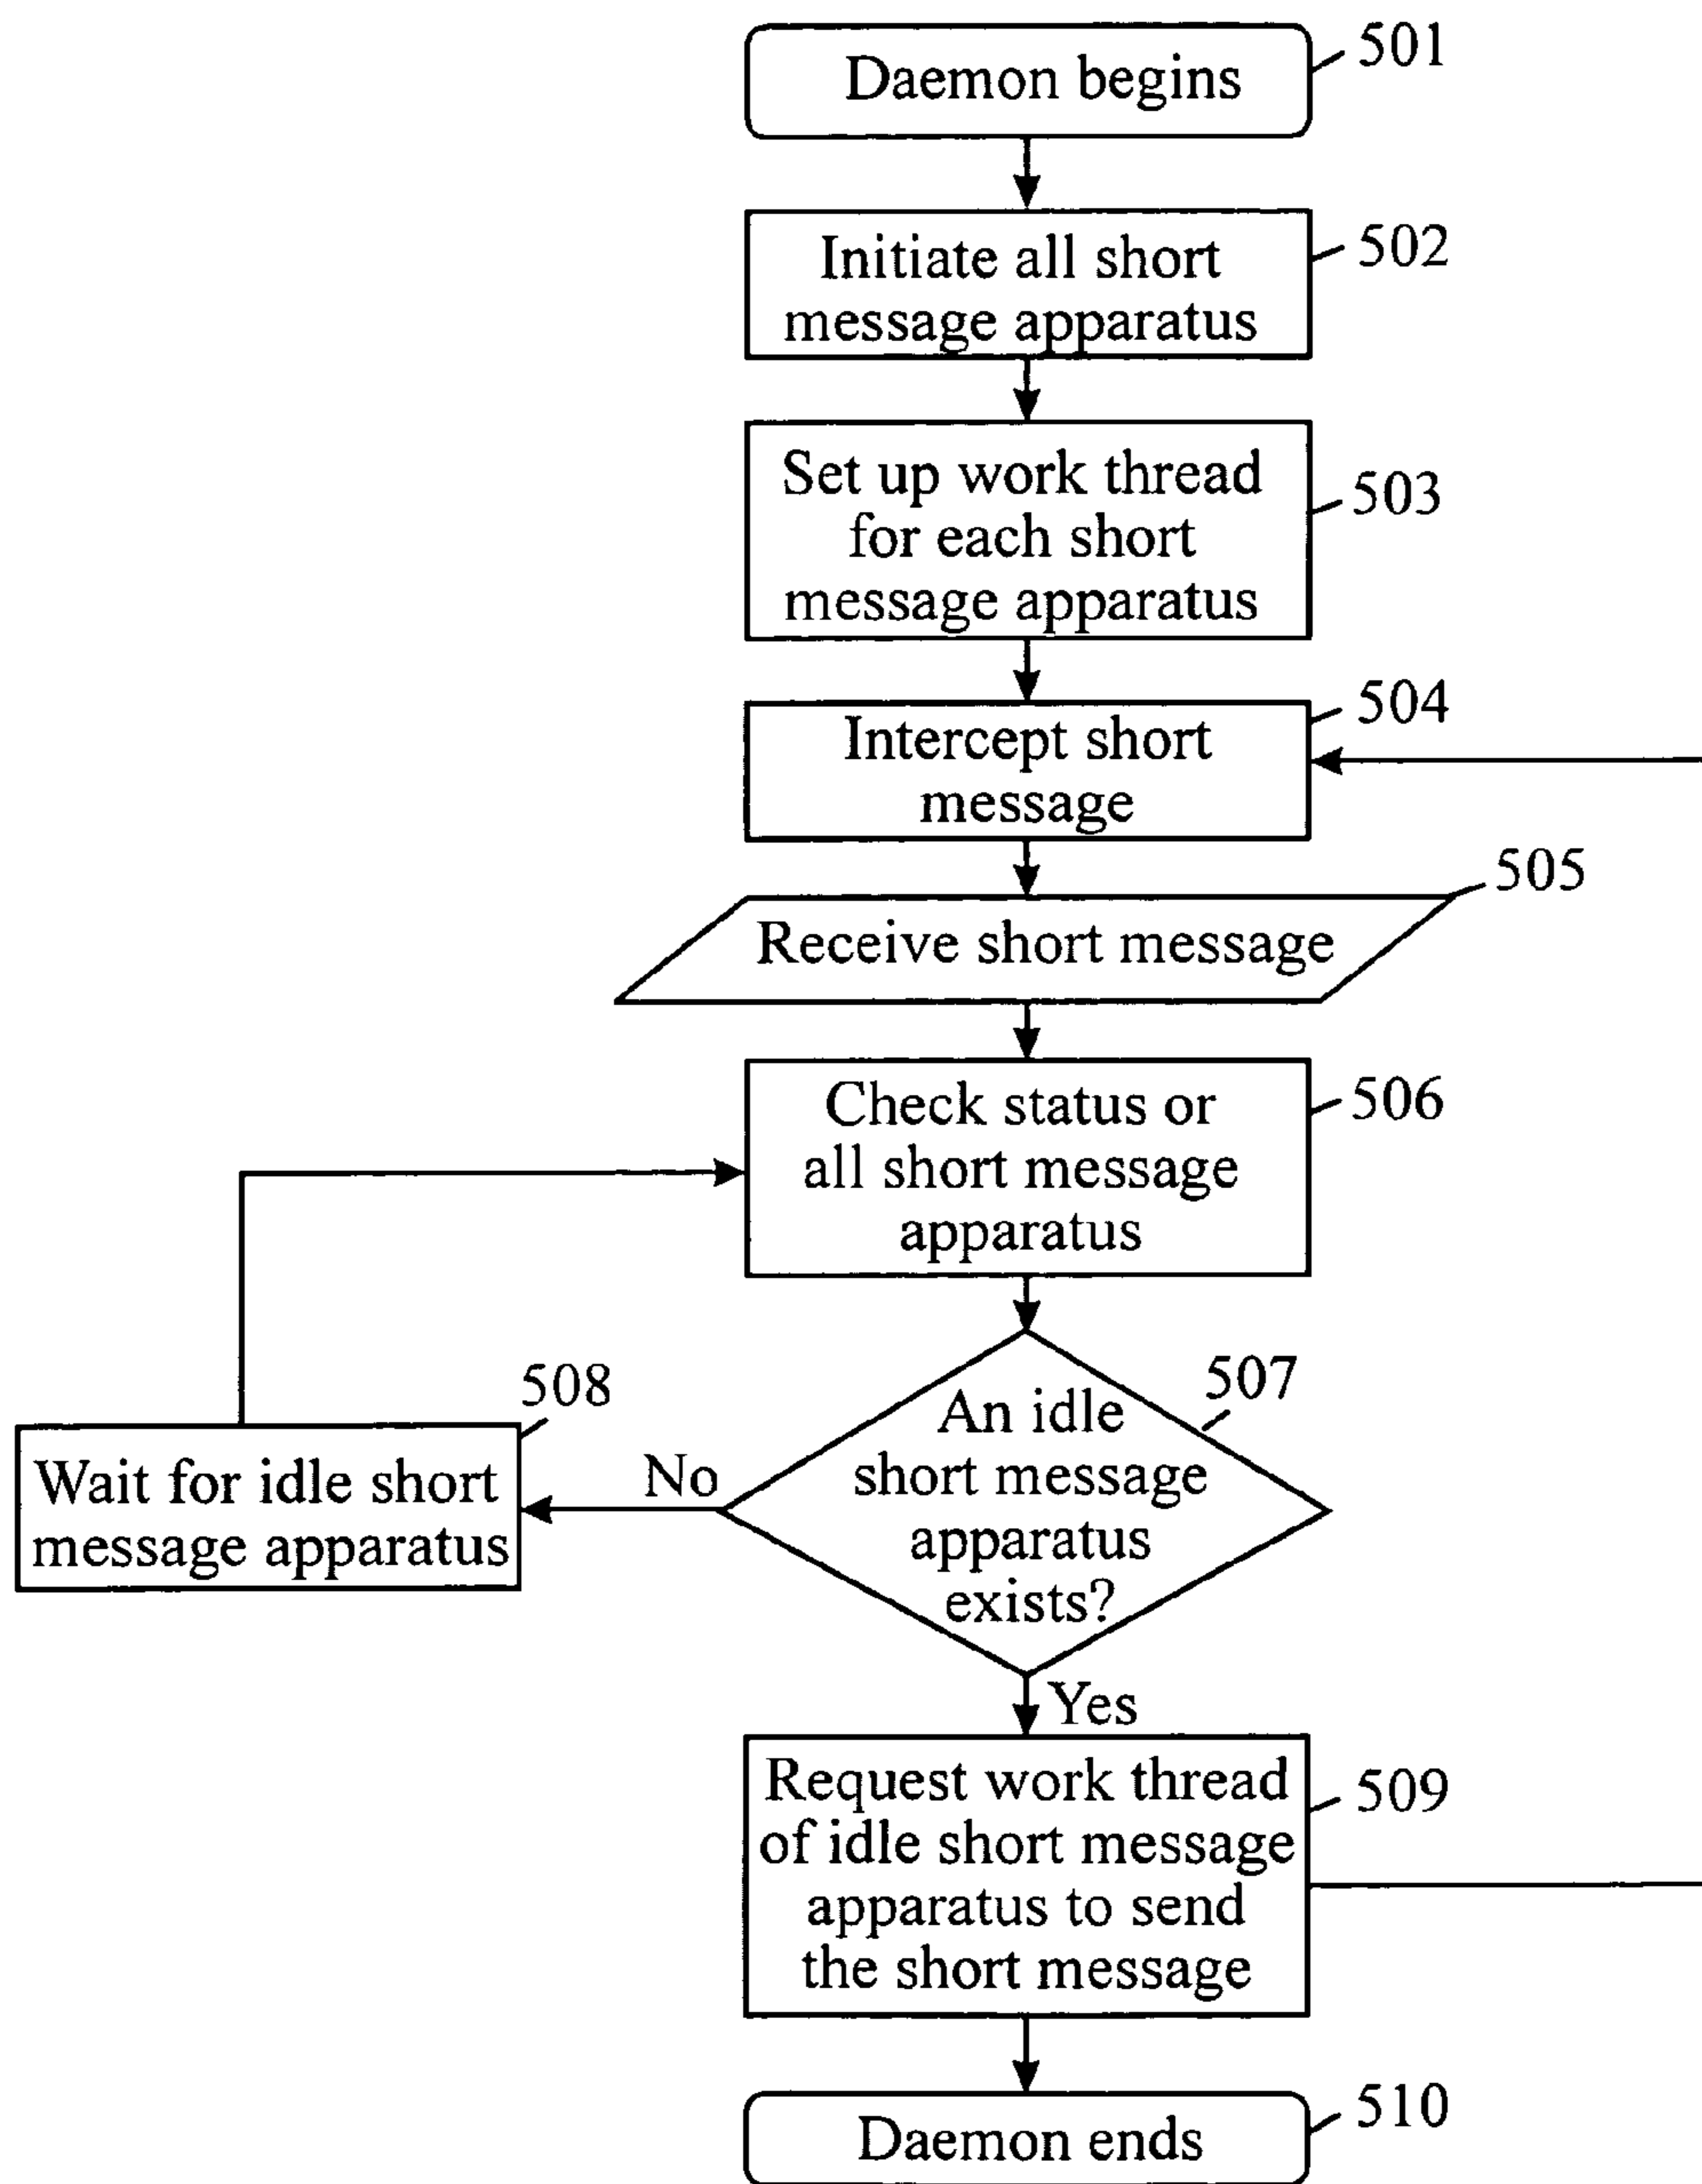 Daemon begins
501
Initiate all short
message apparatus
502
Set up work thread
for each short
message apparatus
503
Intercept short
message
504
Receive short message
505
Check status or
all short message
apparatus
506
An idle
short message
apparatus
exists?
507
No
Wait for idle short
message apparatus
508
Yes
Request work thread
of idle short message
apparatus to send
the short message
509
Daemon ends
510